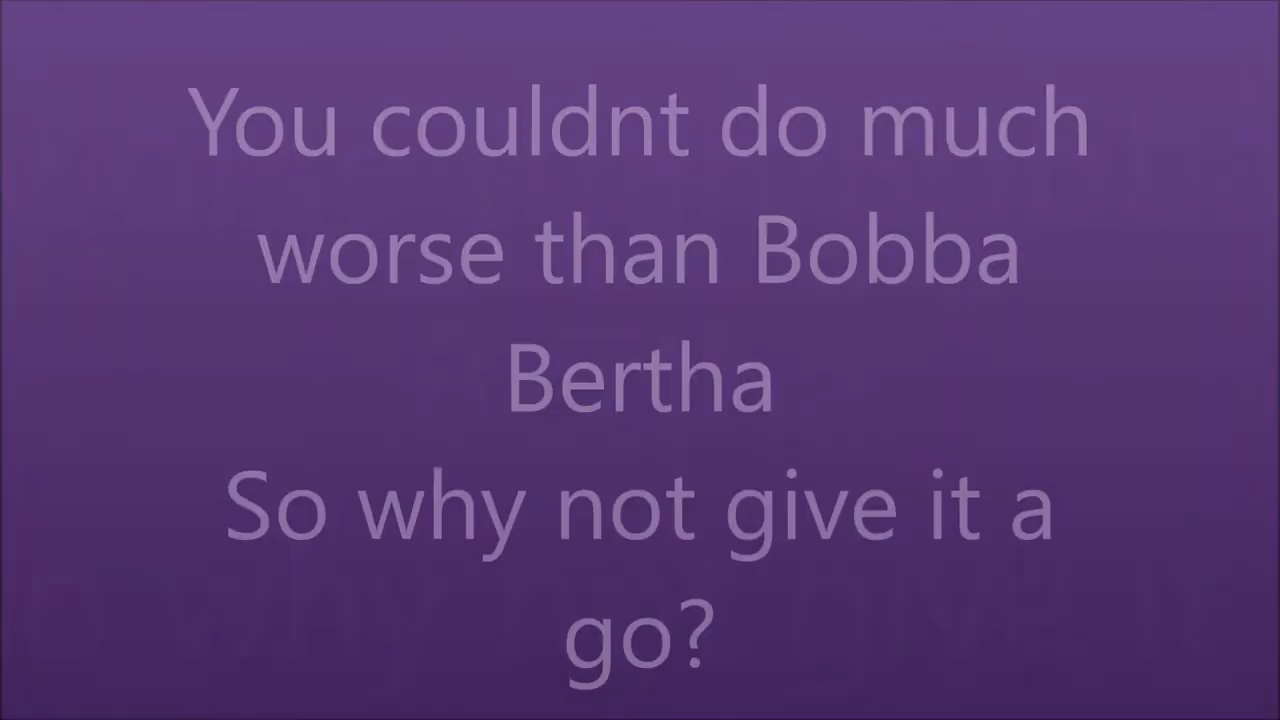 You couldnt do much
worse than Bobba
Bertha
So why not give it a
go?